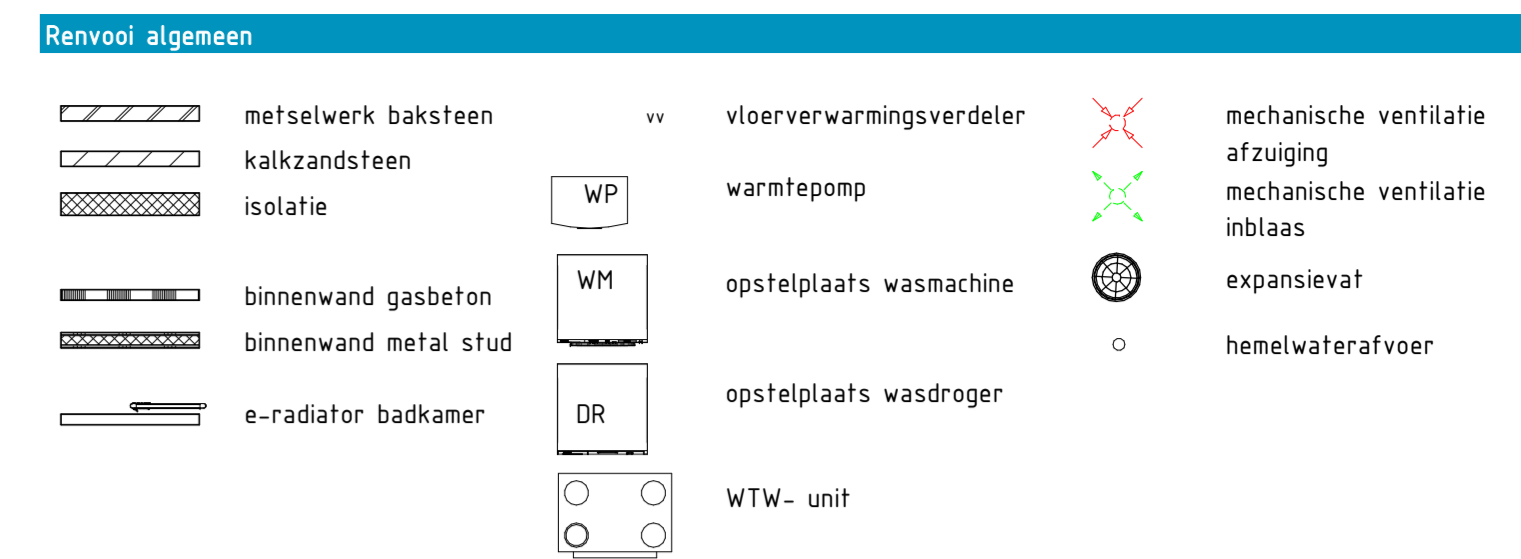 Renvooi algemeen
metselwerk baksteen
kalkzandsteen
isolatie
binnenwand gasbeton
binnenwand metal stud
e-radiator badkamer
vv vloerverwarmingsverdeler
WP warmtepomp
WM opstelplaats wasmachine
DR opstelplaats wasdroger
WTW- unit
mechanische ventilatie
afzuiging
mechanische ventilatie
inblaas
expansievat
hemelwaterafvoer